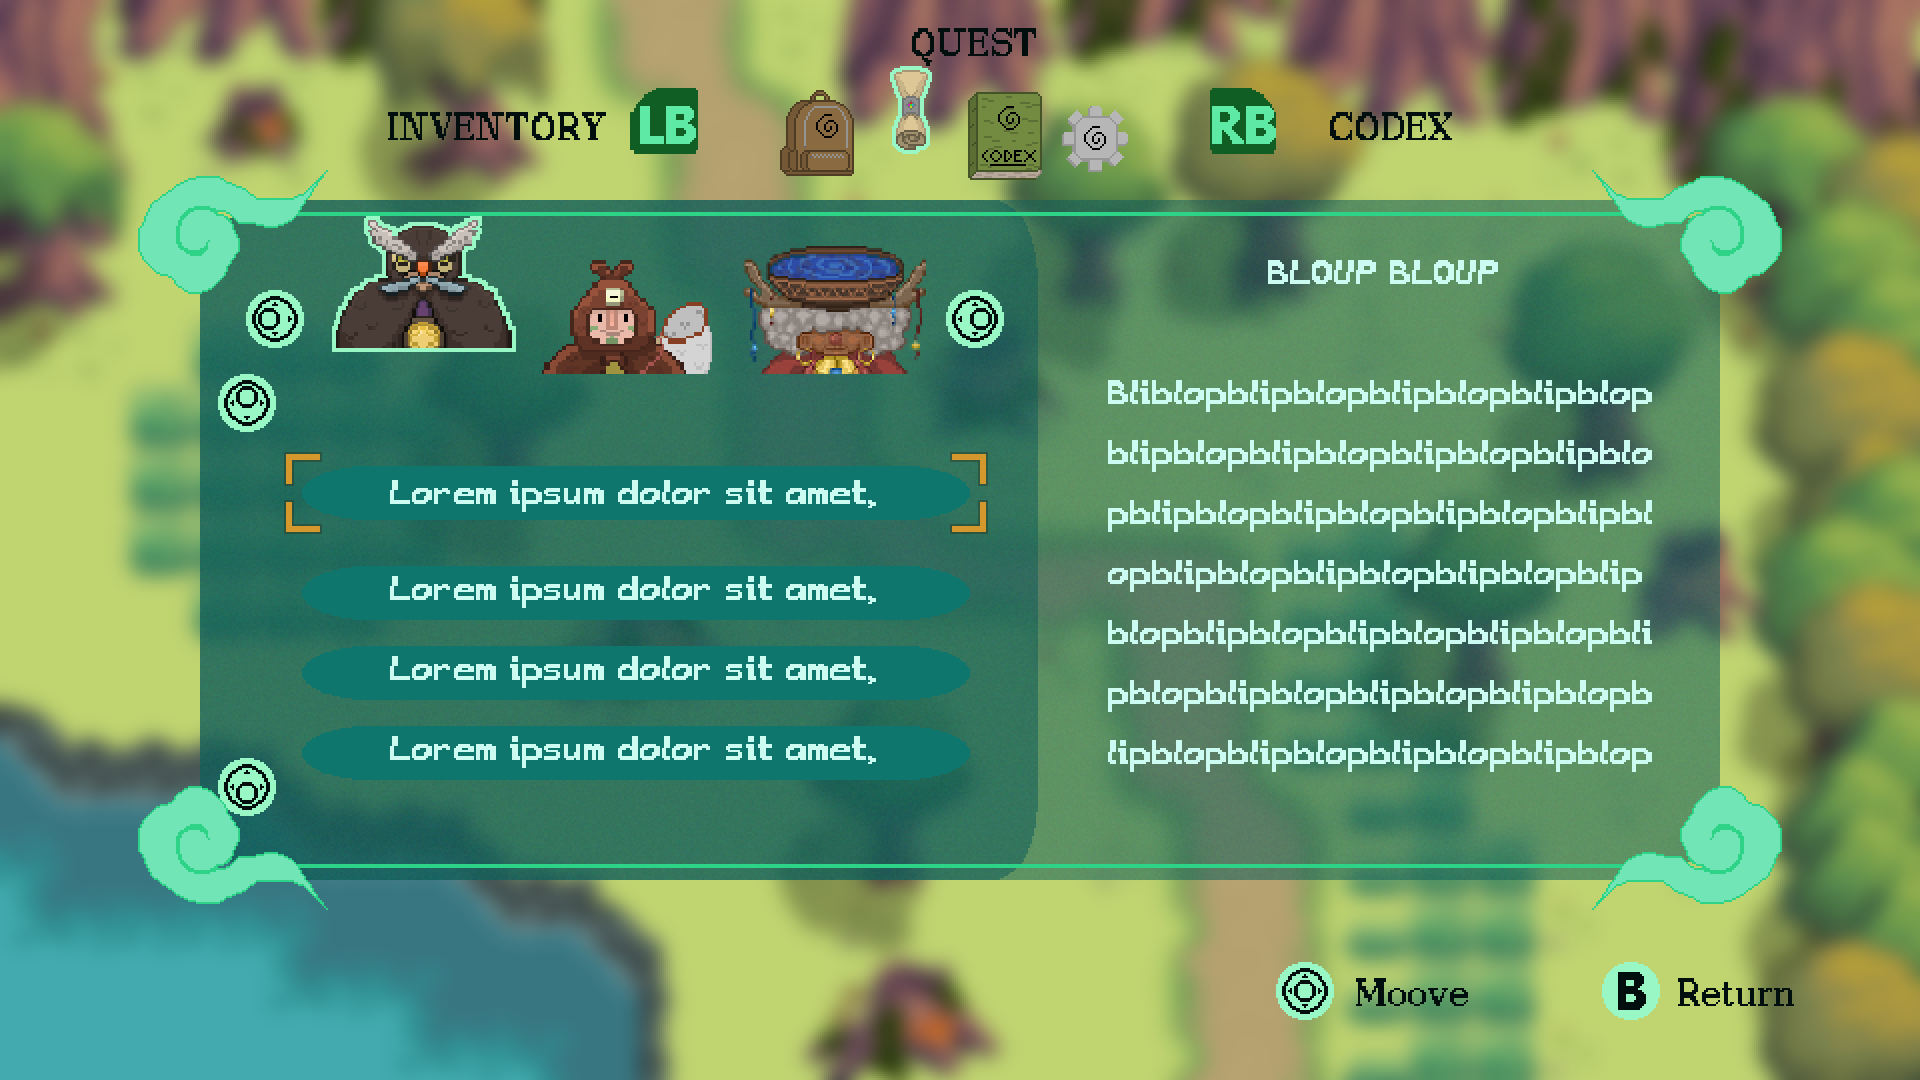 QUEST
INVENTORY LB CODEX RB CODEX
BLOUP BLOUP
Lorem ipsum dolor sit amet,
Lorem ipsum dolor sit amet,
Lorem ipsum dolor sit amet,
Lorem ipsum dolor sit amet,
Bliblopblipblopblipblopblipblop
blipblopblipblopblipblopblipblo
pblipblopblipblopblipblopblipbl
opblipblopblipblopblipblopblip
blopblipblopblipblopblipblopbli
pblopblipblopblipblopblipblopb
lipblopblipblopblipblopblipblop
Moove B Return